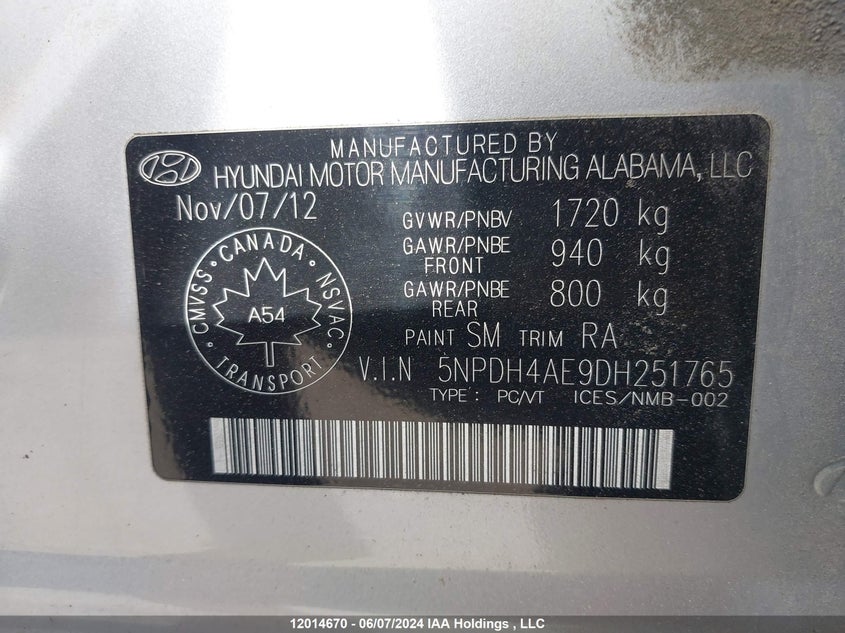 MANUFACTURED BY
HYUNDAI MOTOR MANUFACTURING ALABAMA, LLC
Nov/07/12
GVWR/PNBV 1720 kg
GAWR/PNBE FRONT 940 kg
GAWR/PNBE REAR 800 kg
CMVSS · CANADA · NSVAC
A54
TRANSPORT
PAINT SM TRIM RA
V.I.N 5NPDH4AE9DH251765
TYPE : PC/VT ICES/NMB-002
12014670 - 06/07/2024 IAA Holdings , LLC